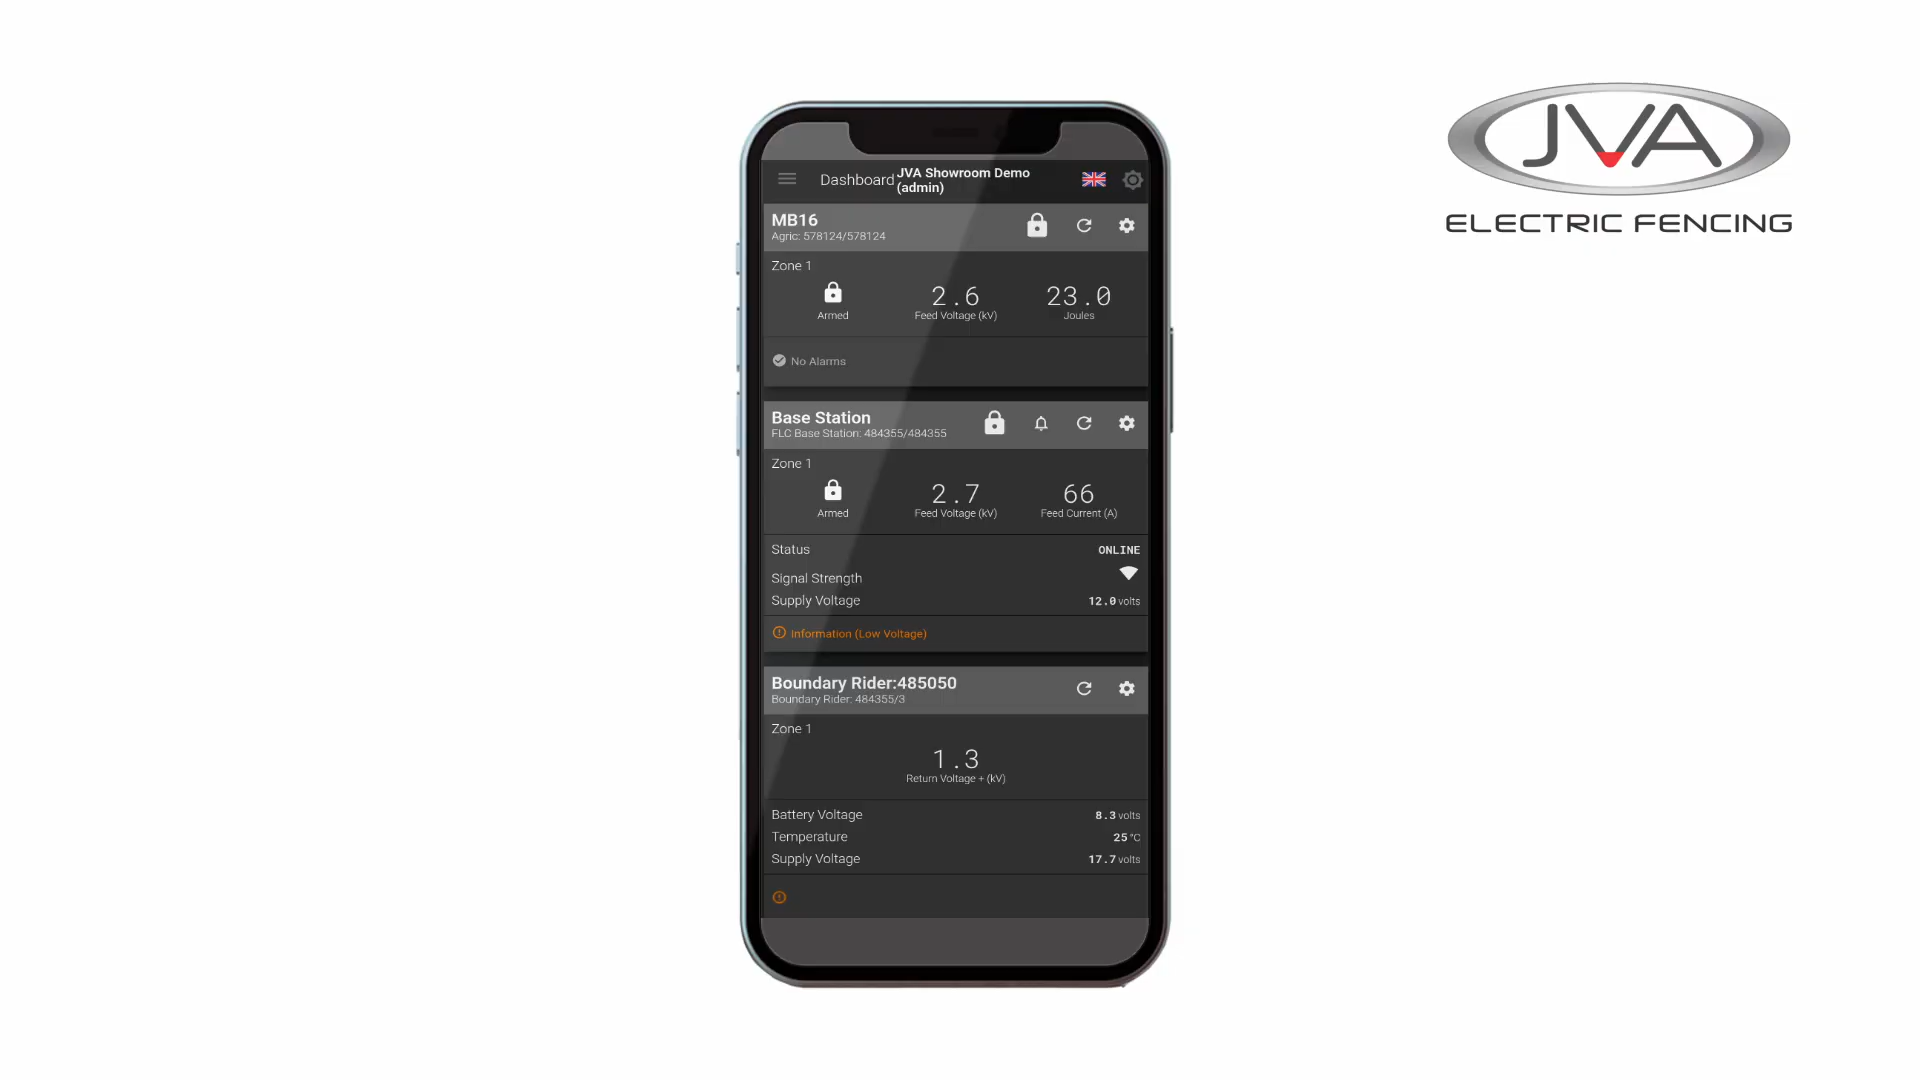 JVA
ELECTRIC FENCING
Dashboard JVA Showroom Demo (admin)
MB16
Agric: 578124/578124
Zone 1
2.6 23.0
Armed Feed Voltage (kV) Joules
No Alarms
Base Station
FLC Base Station: 484355/484355
Zone 1
2.7 66
Armed Feed Voltage (kV) Feed Current (A)
Status ONLINE
Signal Strength
Supply Voltage 12.0 volts
Information (Low Voltage)
Boundary Rider:485050
Boundary Rider: 484355/3
Zone 1
1.3
Return Voltage + (kV)
Battery Voltage 8.3 volts
Temperature 25 °C
Supply Voltage 17.7 volts